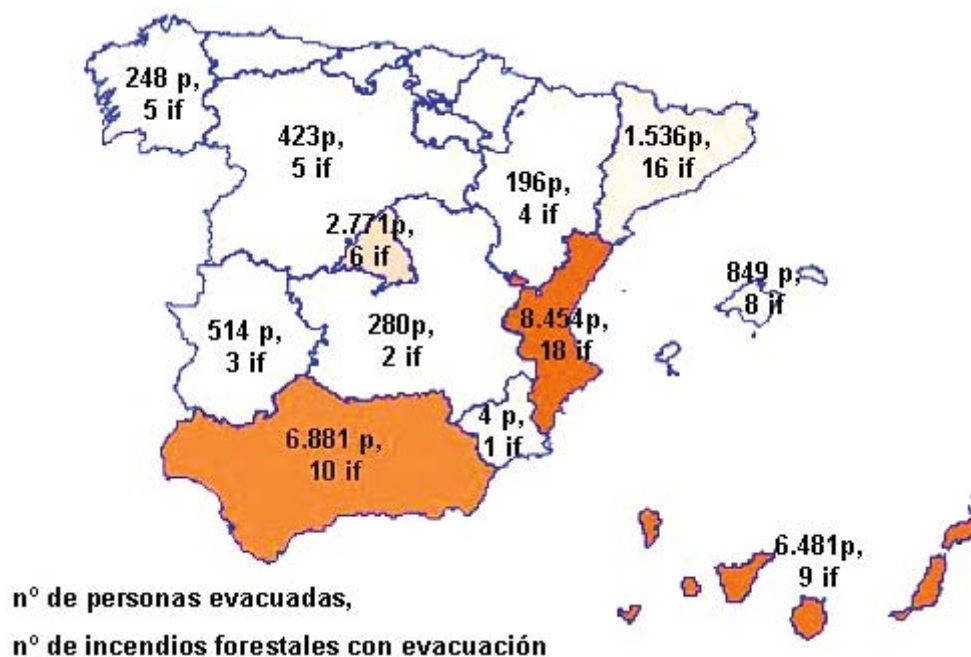 248 p,
5 if
423p,
5 if
196p,
4 if
1.536p,
16 if
2.771p,
6 if
849 p,
8 if
514 p,
3 if
280p,
2 if
8.454p,
18 if
4 p,
1 if
6.881 p,
10 if
6.481p,
9 if
nº de personas evacuadas,
nº de incendios forestales con evacuación